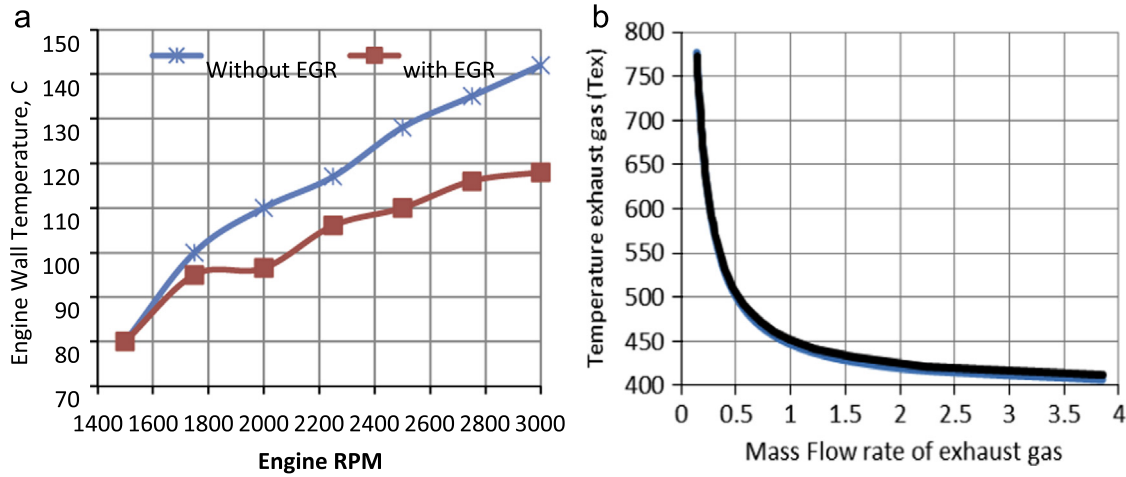 a
Engine Wall Temperature, C
150
140
130
120
110
100
90
80
70
Without EGR
with EGR
1400 1600 1800 2000 2200 2400 2600 2800 3000
Engine RPM
b
Temperature exhaust gas (Tex)
800
750
700
650
600
550
500
450
400
0 0.5 1 1.5 2 2.5 3 3.5 4
Mass Flow rate of exhaust gas